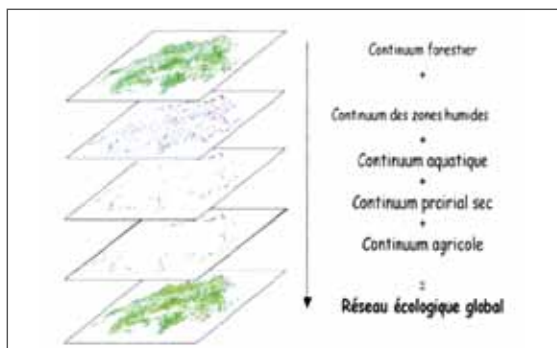 Continuum forestier
+
Continuum des zones humides
+
Continuum aquatique
+
Continuum prairial sec
+
Continuum agricole
=
Réseau écologique global